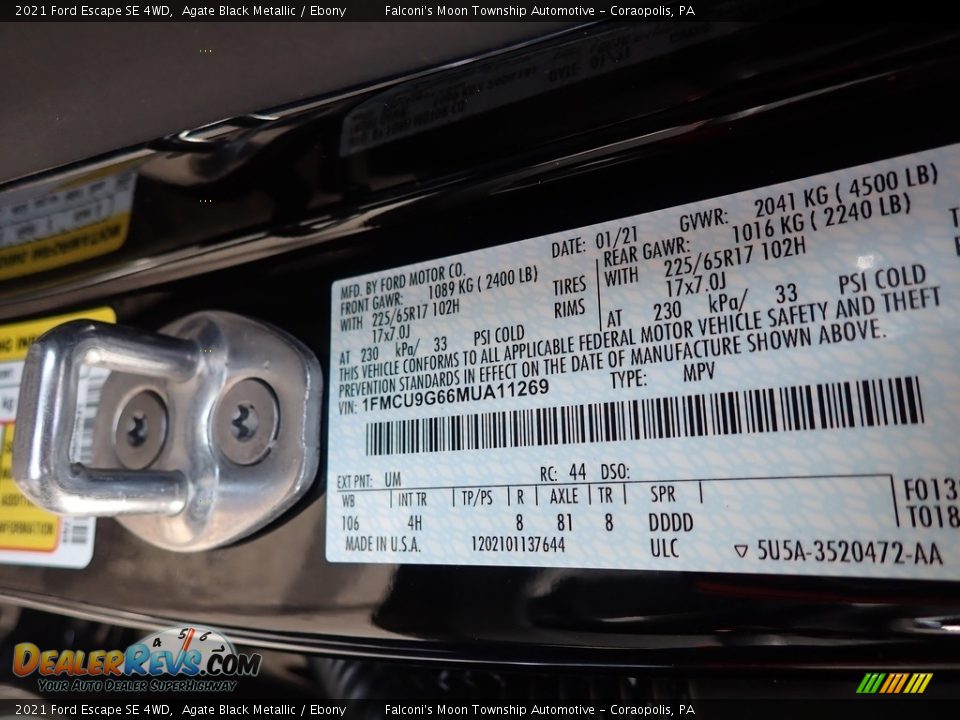 2021 Ford Escape SE 4WD, Agate Black Metallic / Ebony Falconi's Moon Township Automotive - Coraopolis, PA
MFD. BY FORD MOTOR CO. DATE: 01/21 GVWR: 2041 KG ( 4500 LB)
FRONT GAWR: 1089 KG ( 2400 LB) REAR GAWR: 1016 KG ( 2240 LB)
WITH 225/65R17 102H TIRES WITH 225/65R17 102H
17x7.0J RIMS 17x7.0J
AT 230 kPa/ 33 PSI COLD AT 230 kPa/ 33 PSI COLD
THIS VEHICLE CONFORMS TO ALL APPLICABLE FEDERAL MOTOR VEHICLE SAFETY AND THEFT
PREVENTION STANDARDS IN EFFECT ON THE DATE OF MANUFACTURE SHOWN ABOVE.
VIN: 1FMCU9G66MUA11269 TYPE: MPV
EXT PNT: UM RC: 44 DSO:
WB INT TR TP/PS R AXLE TR SPR
106 4H 8 81 8 DDDD
MADE IN U.S.A. 1202101137644 ULC 5U5A-3520472-AA
T018
4 5 6
DEALERREVS.COM
YOUR AUTO DEALER SUPERHIGHWAY
2021 Ford Escape SE 4WD, Agate Black Metallic / Ebony Falconi's Moon Township Automotive - Coraopolis, PA